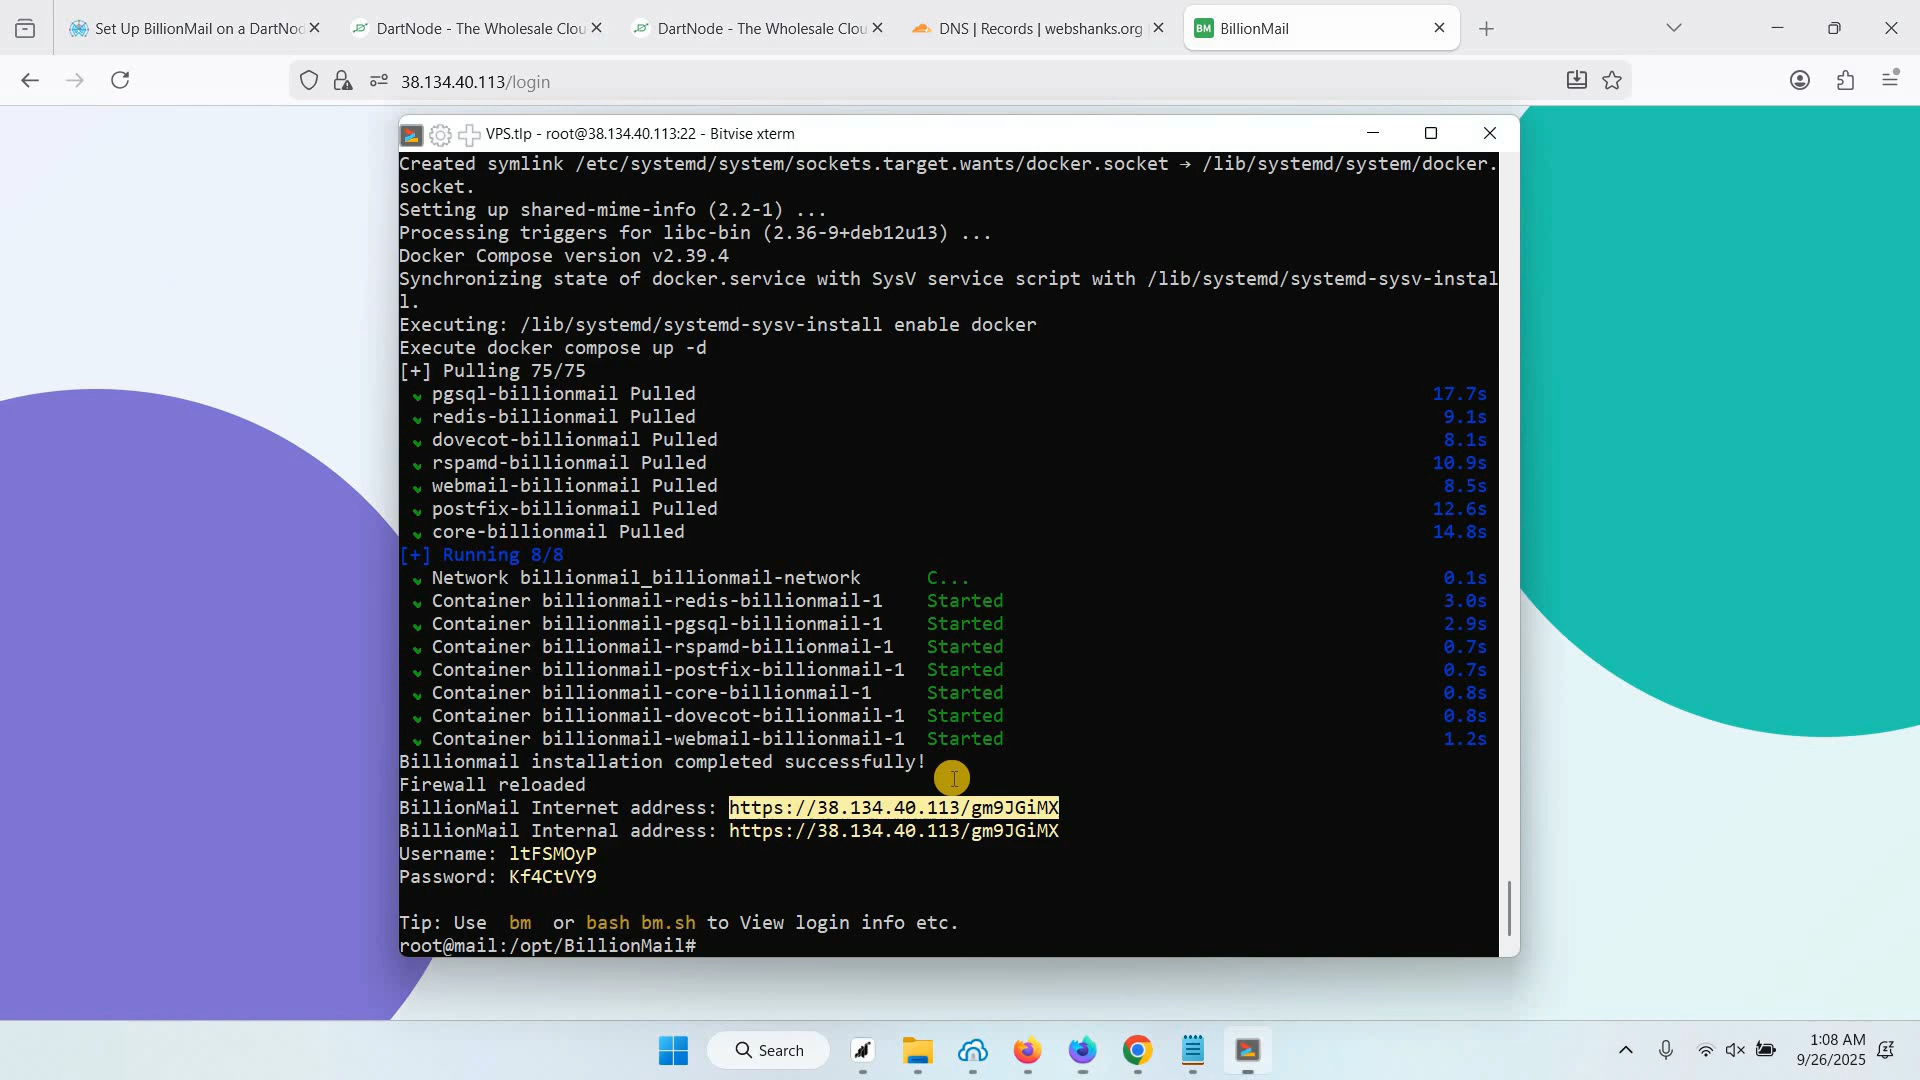 Set Up BillionMail on a DartNod
DartNode - The Wholesale Clou
DartNode - The Wholesale Clou
DNS | Records | webshanks.org
BM BillionMail
38.134.40.113/login
VPS.tlp - root@38.134.40.113:22 - Bitvise xterm
Created symlink /etc/systemd/system/sockets.target.wants/docker.socket → /lib/systemd/system/docker.
socket.
Setting up shared-mime-info (2.2-1) ...
Processing triggers for libc-bin (2.36-9+deb12u13) ...
Docker Compose version v2.39.4
Synchronizing state of docker.service with SysV service script with /lib/systemd/systemd-sysv-instal
l.
Executing: /lib/systemd/systemd-sysv-install enable docker
Execute docker compose up -d
[+] Pulling 75/75
pgsql-billionmail Pulled 17.7s
redis-billionmail Pulled 9.1s
dovecot-billionmail Pulled 8.1s
rspamd-billionmail Pulled 10.9s
webmail-billionmail Pulled 8.5s
postfix-billionmail Pulled 12.6s
core-billionmail Pulled 14.8s
[+] Running 8/8
Network billionmail_billionmail-network C... 0.1s
Container billionmail-redis-billionmail-1 Started 3.0s
Container billionmail-pgsql-billionmail-1 Started 2.9s
Container billionmail-rspamd-billionmail-1 Started 0.7s
Container billionmail-postfix-billionmail-1 Started 0.7s
Container billionmail-core-billionmail-1 Started 0.8s
Container billionmail-dovecot-billionmail-1 Started 0.8s
Container billionmail-webmail-billionmail-1 Started 1.2s
Billionmail installation completed successfully!
Firewall reloaded
BillionMail Internet address: https://38.134.40.113/gm9JGiMX
BillionMail Internal address: https://38.134.40.113/gm9JGiMX
Username: ltFSMOyP
Password: Kf4CtVY9
Tip: Use bm or bash bm.sh to View login info etc.
root@mail:/opt/BillionMail#
Search
1:08 AM
9/26/2025